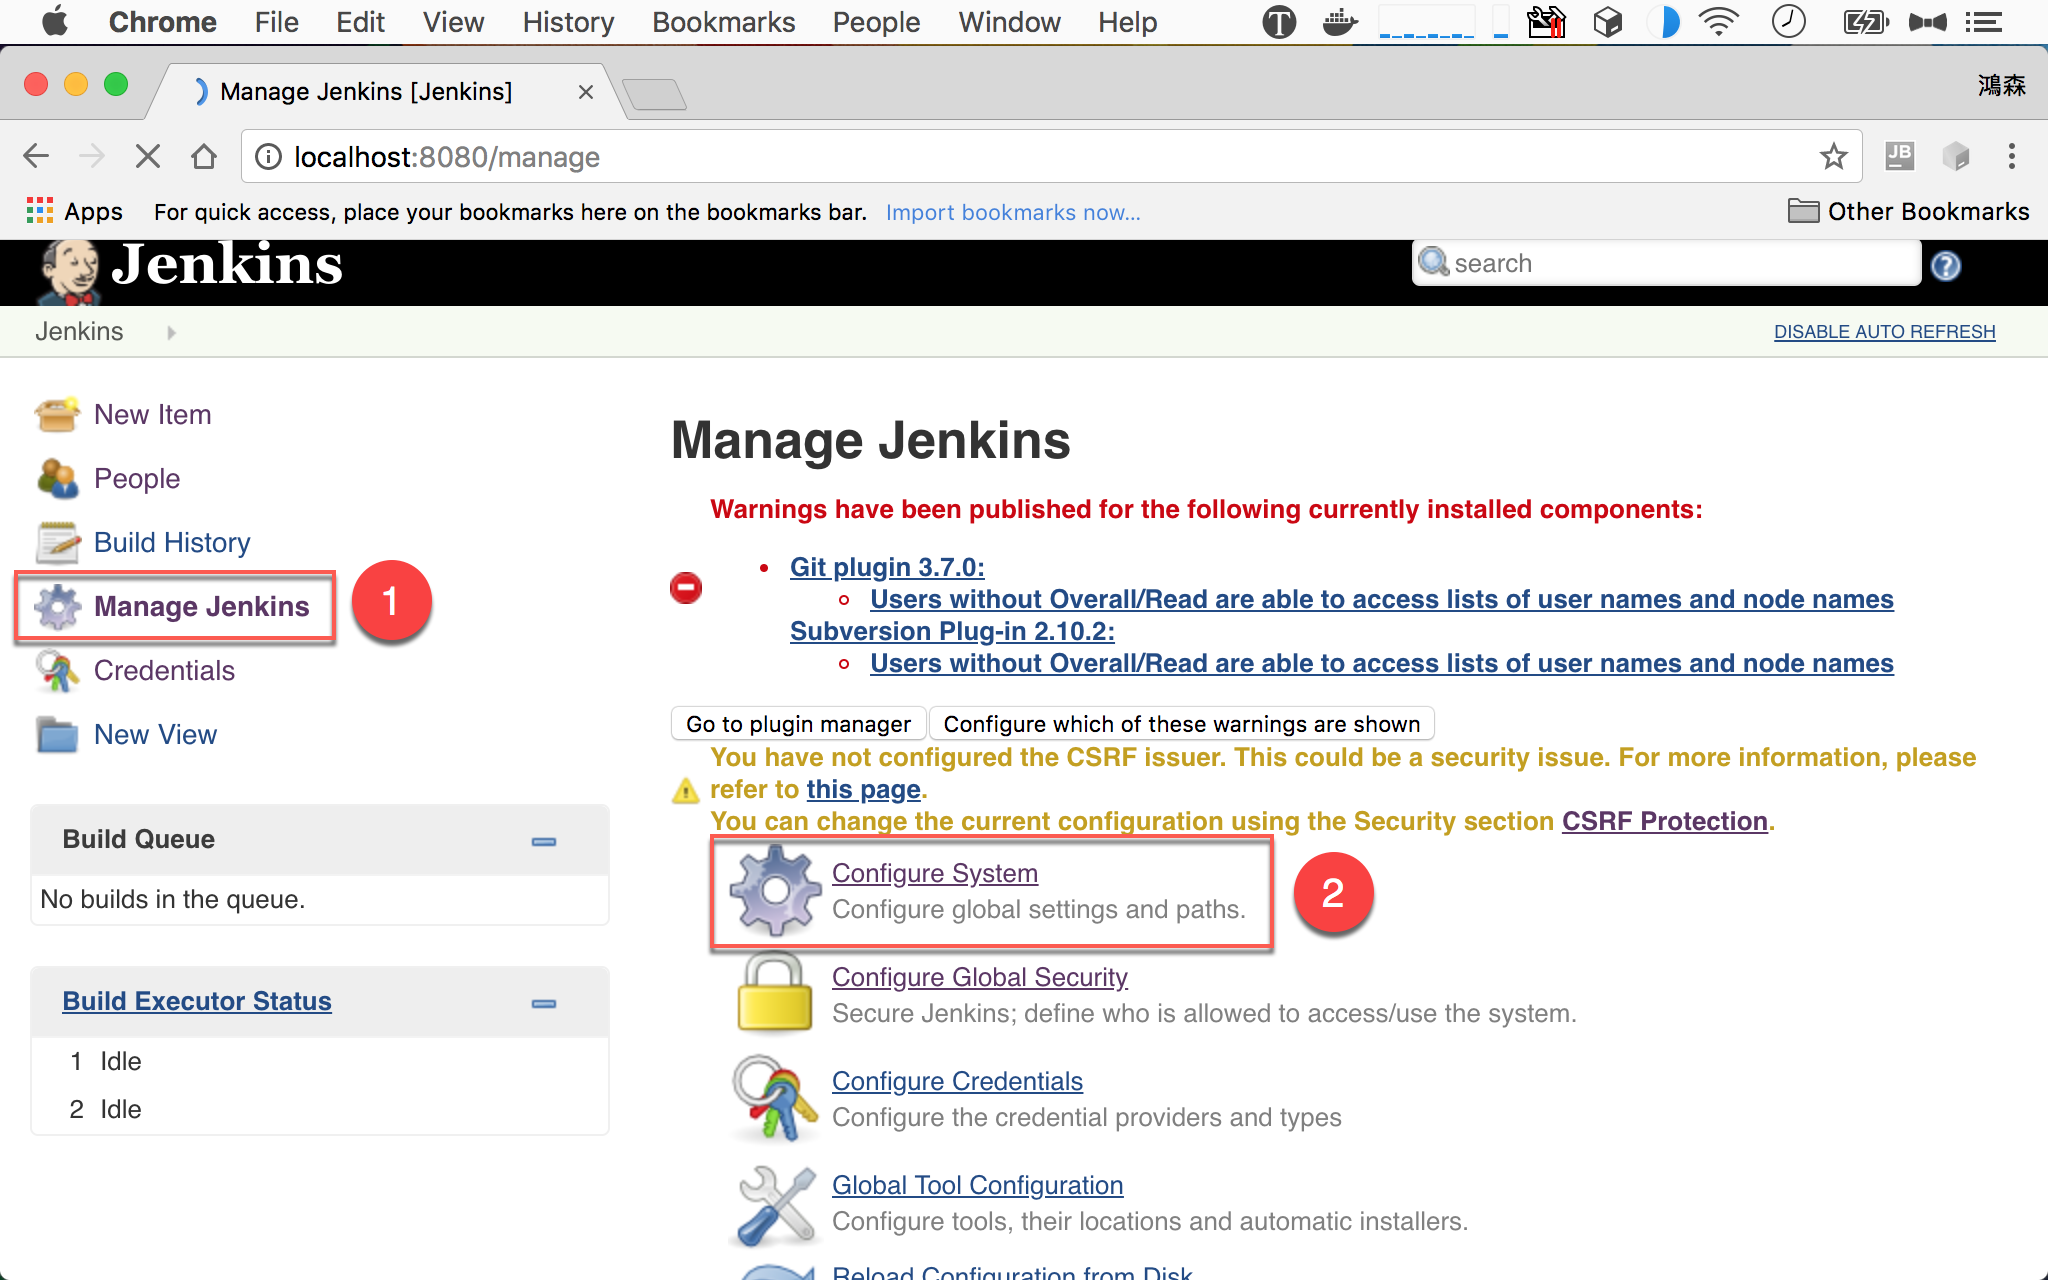 Chrome File Edit View History Bookmarks People Window Help
Manage Jenkins [Jenkins]
鴻森
localhost:8080/manage
JB
Apps For quick access, place your bookmarks here on the bookmarks bar. Import bookmarks now... Other Bookmarks
Jenkins
search
Jenkins
DISABLE AUTO REFRESH
New Item
People
Build History
Manage Jenkins
1
Credentials
New View
Build Queue
No builds in the queue.
Build Executor Status
1 Idle
2 Idle
Manage Jenkins
Warnings have been published for the following currently installed components:
Git plugin 3.7.0:
Users without Overall/Read are able to access lists of user names and node names
Subversion Plug-in 2.10.2:
Users without Overall/Read are able to access lists of user names and node names
Go to plugin manager Configure which of these warnings are shown
You have not configured the CSRF issuer. This could be a security issue. For more information, please
refer to this page.
You can change the current configuration using the Security section CSRF Protection.
Configure System
Configure global settings and paths.
2
Configure Global Security
Secure Jenkins; define who is allowed to access/use the system.
Configure Credentials
Configure the credential providers and types
Global Tool Configuration
Configure tools, their locations and automatic installers.
Reload Configuration from Disk